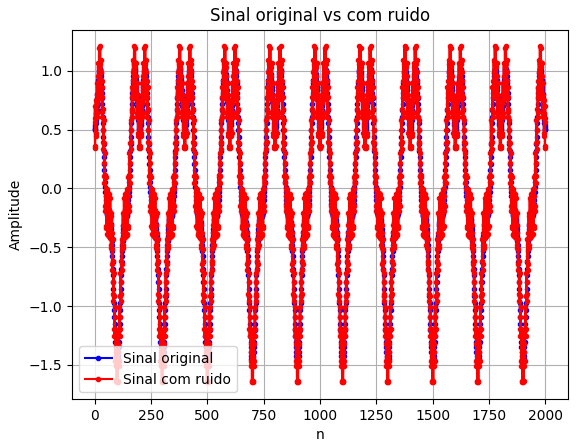 Sinal original vs com ruido
Amplitude
1.0
0.5
0.0
−0.5
−1.0
−1.5
Sinal original
Sinal com ruido
0 250 500 750 1000 1250 1500 1750 2000
n